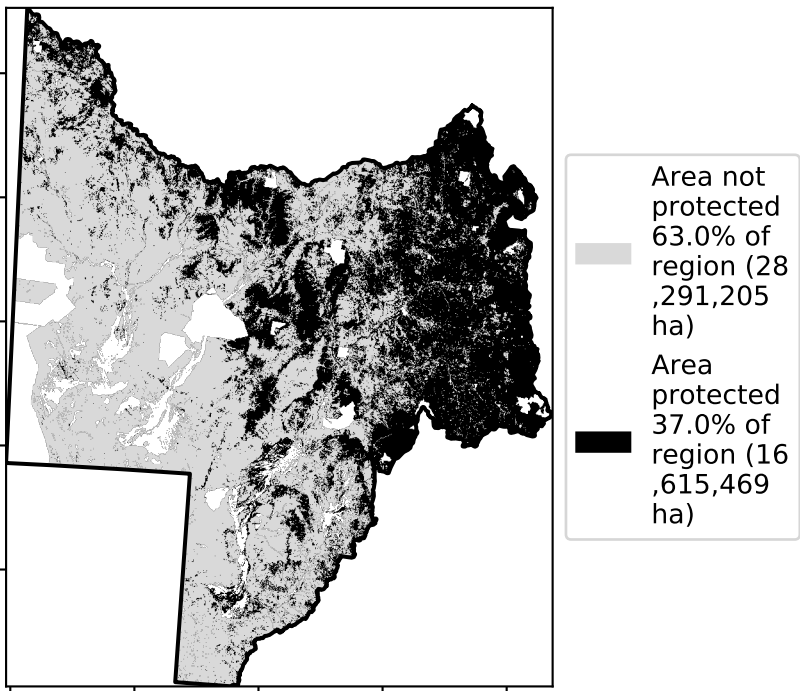 Area not
protected
63.0% of
region (28
,291,205
ha)
Area
protected
37.0% of
region (16
,615,469
ha)